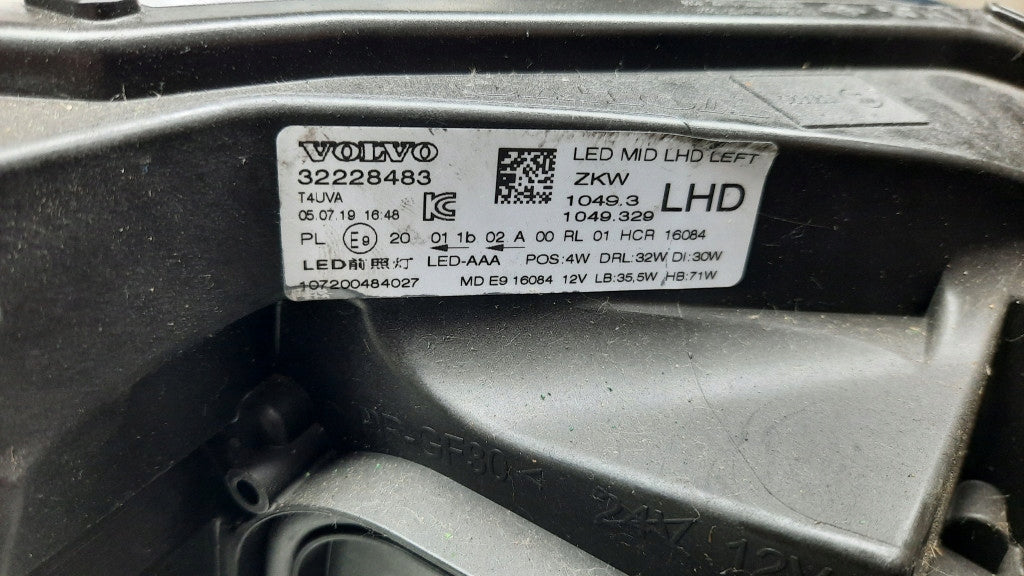 VOLVO
32228483
T4UVA
05.07.19 16:48
LED MID LHD LEFT
ZKW
1049.3
1049.329
LHD
PL E9 20 01 1b 02 A 00 RL 01 HCR 16084
LED前照灯 LED-AAA POS:4W DRL:32W DI:30W
107200484027 MD E9 16084 12V LB:35,5W HB:71W
24W 12V